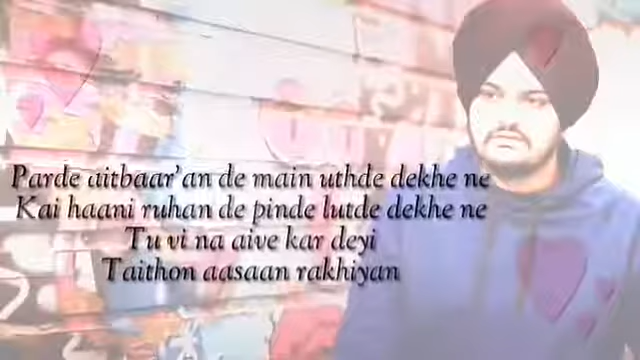 Parde aitbaar'an de main uthde dekhe ne
Kai haani ruhan de pinde lutde dekhe ne
Tu vi na aive kar deyi
Taithon aasaan rakhiyan